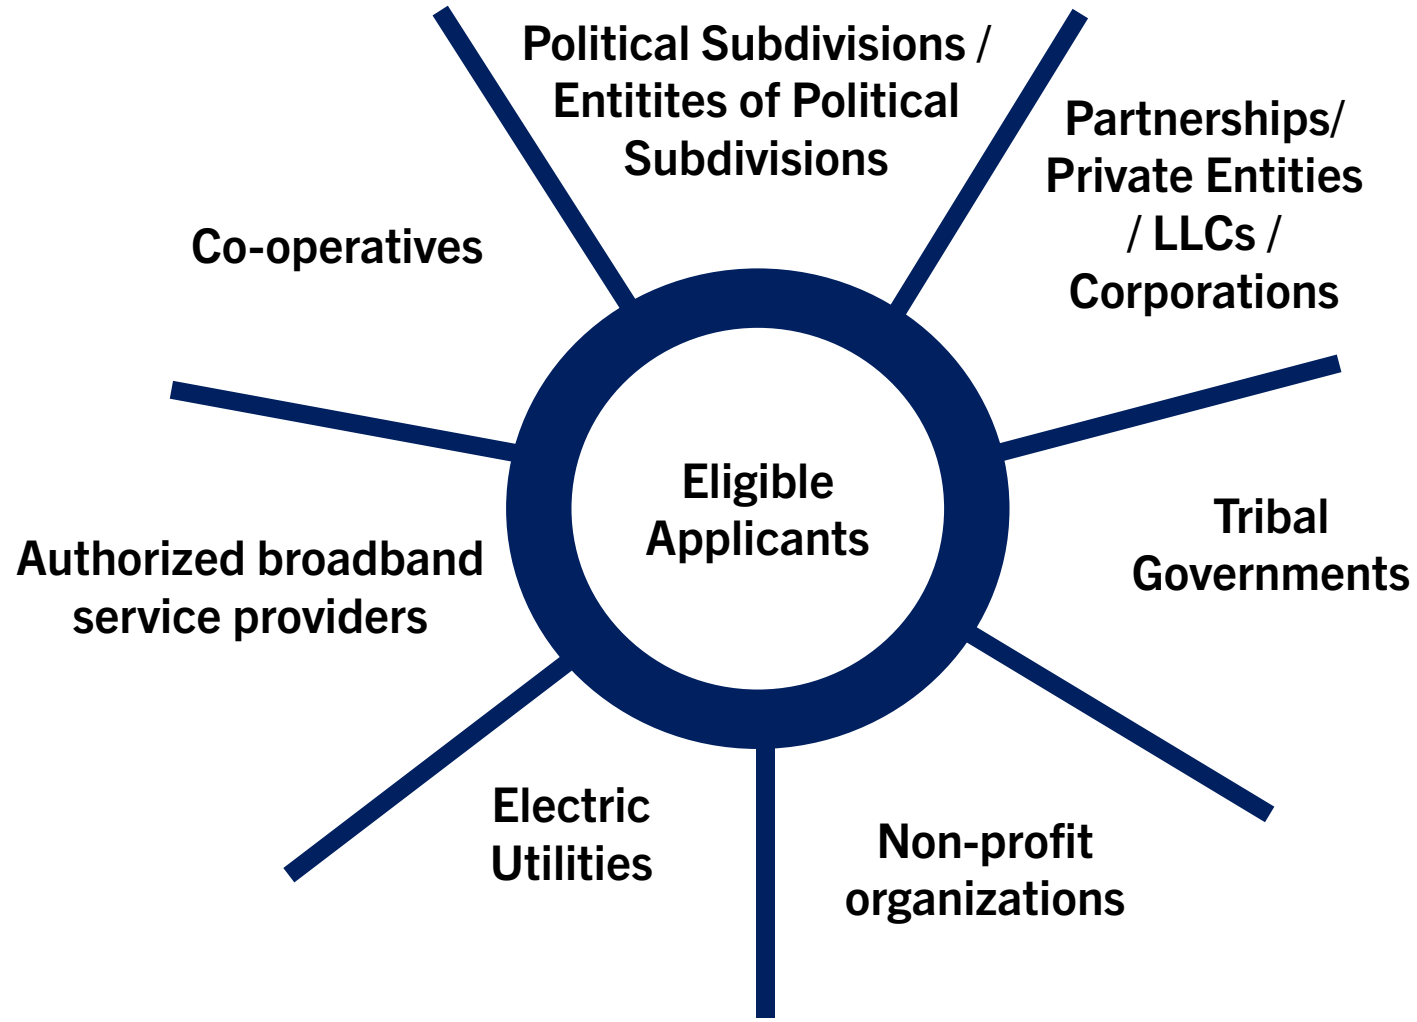 Political Subdivisions /
Entitites of Political
Subdivisions
Partnerships/
Private Entities
/ LLCs /
Corporations
Tribal
Governments
Non-profit
organizations
Electric
Utilities
Authorized broadband
service providers
Co-operatives
Eligible
Applicants